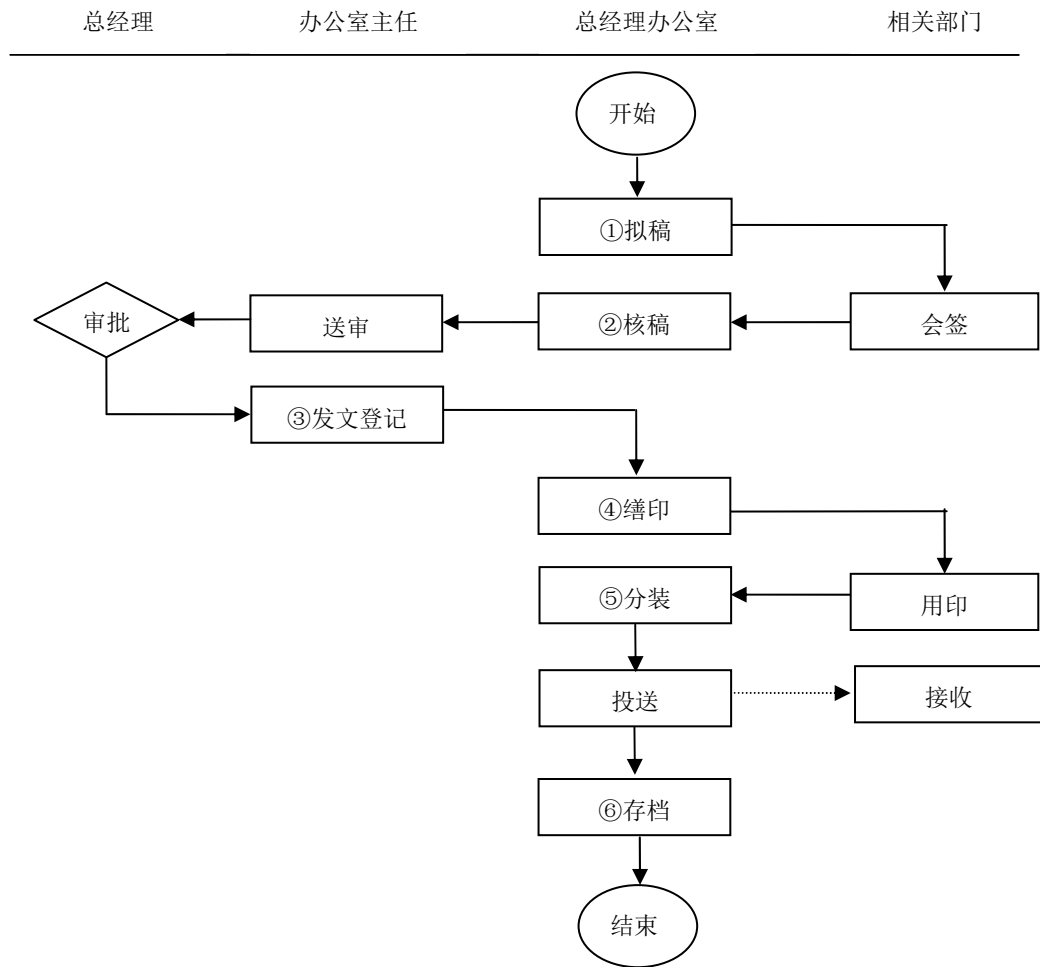 总经理 办公室主任 总经理办公室 相关部门
开始
①拟稿
审批 送审 ②核稿 会签
③发文登记
④缮印
⑤分装 用印
投送 接收
⑥存档
结束